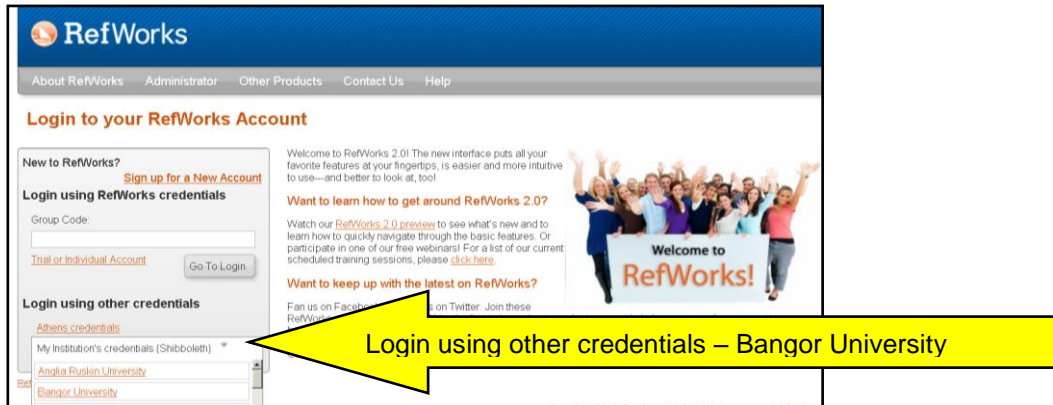 RefWorks
About RefWorks Administrator Other Products Contact Us Help
Login to your RefWorks Account
New to RefWorks?
Sign up for a New Account
Login using RefWorks credentials
Group Code:
Trial or Individual Account
Go To Login
Login using other credentials
Athens credentials
My Institution's credentials (Shibboleth)
Anglia Ruskin University
Bangor University
Welcome to RefWorks 2.0! The new interface puts all your
favorite features at your fingertips, is easier and more intuitive
to use---and better to look at, too!
Want to learn how to get around RefWorks 2.0?
Watch our RefWorks 2.0 preview to see what's new and to
learn how to quickly navigate through the basic features. Or
participate in one of our free webinars! For a list of our current
scheduled training sessions, please click here.
Want to keep up with the latest on RefWorks?
Fan us on
on Twitter. Join these
Welcome to
RefWorks!
Login using other credentials – Bangor University